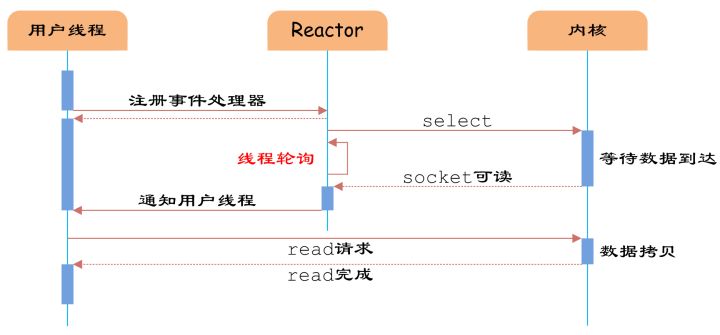 用户线程
Reactor
内核
注册事件处理器
select
线程轮询
等待数据到达
socket可读
通知用户线程
read请求
数据拷贝
read完成